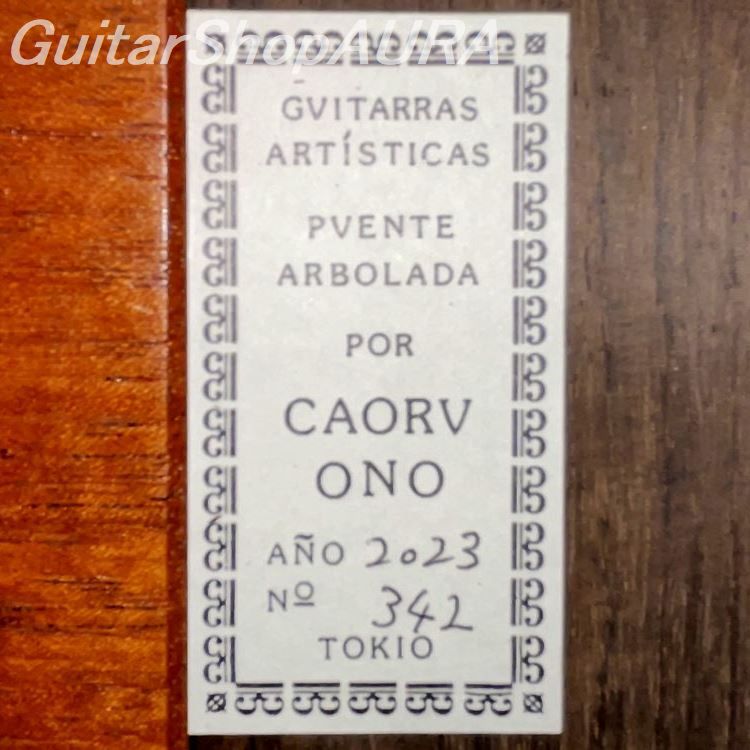 GuitarShopAURA
GVITARRAS
ARTÍSTICAS
PVENTE
ARBOLADA
POR
CAORV
ONO
AÑO 2023
Nº 342
TOKIO